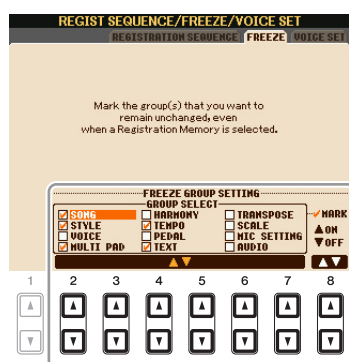 REGIST SEQUENCE/FREEZE/VOICE SET
REGISTRATION SEQUENCE FREEZE VOICE SET
Mark the group(s) that you want to
remain unchanged, even
when a Registration Memory is selected.
FREEZE GROUP SETTING
GROUP SELECT
SONG HARMONY TRANSPOSE MARK
STYLE TEMPO SCALE ON
VOICE PEDAL MIC SETTING OFF
MULTI PAD TEXT AUDIO
1 2 3 4 5 6 7 8